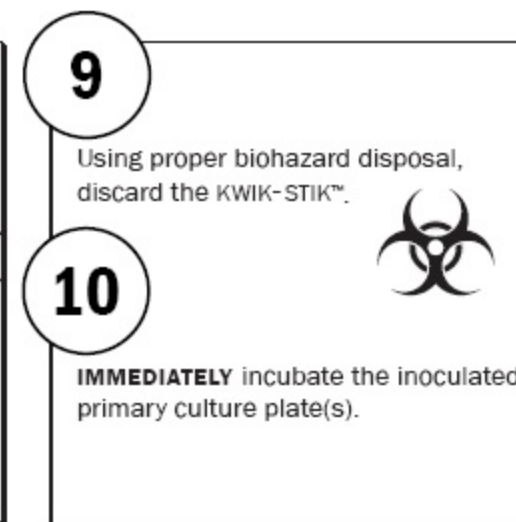 9
Using proper biohazard disposal,
discard the KWIK-STIK™.
10
IMMEDIATELY incubate the inoculated
primary culture plate(s).